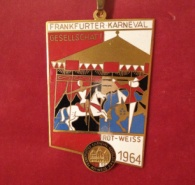 FRANKFURTER KARNEVAL
GESELLSCHAFT
ROT-WEISS
1964